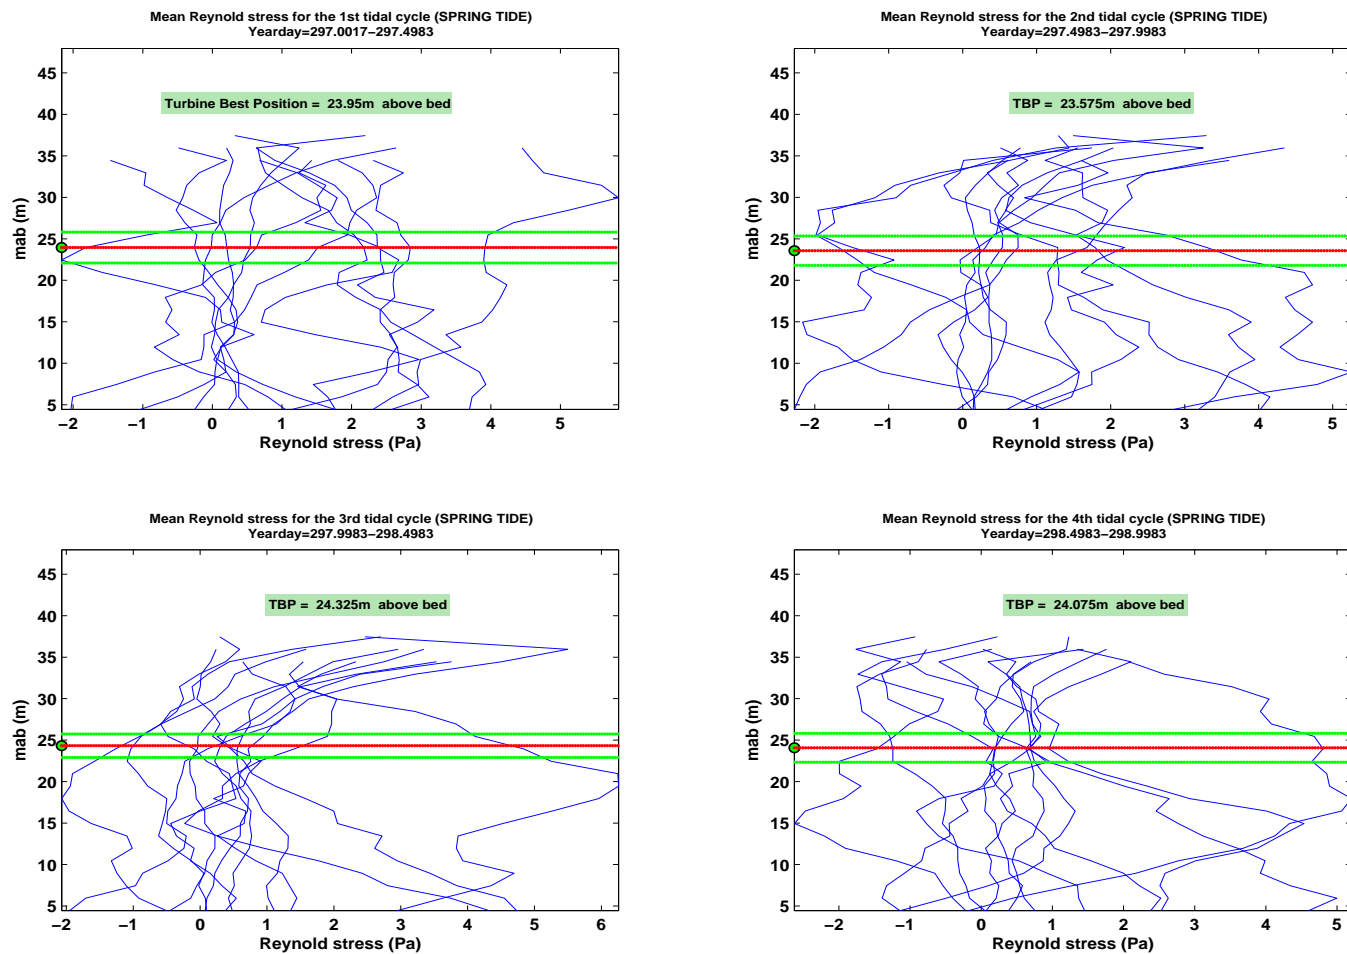 Mean Reynold stress for the 1st tidal cycle (SPRING TIDE)
Yearday=297.0017−297.4983
45
40
35
30
25
20
15
10
5
mab (m)
Turbine Best Position = 23.95m above bed
−2 −1 0 1 2 3 4 5
Reynold stress (Pa)
Mean Reynold stress for the 2nd tidal cycle (SPRING TIDE)
Yearday=297.4983−297.9983
45
40
35
30
25
20
15
10
5
mab (m)
TBP = 23.575m above bed
−2 −1 0 1 2 3 4 5
Reynold stress (Pa)
Mean Reynold stress for the 3rd tidal cycle (SPRING TIDE)
Yearday=297.9983−298.4983
45
40
35
30
25
20
15
10
5
mab (m)
TBP = 24.325m above bed
−2 −1 0 1 2 3 4 5 6
Reynold stress (Pa)
Mean Reynold stress for the 4th tidal cycle (SPRING TIDE)
Yearday=298.4983−298.9983
45
40
35
30
25
20
15
10
5
mab (m)
TBP = 24.075m above bed
−2 −1 0 1 2 3 4 5
Reynold stress (Pa)